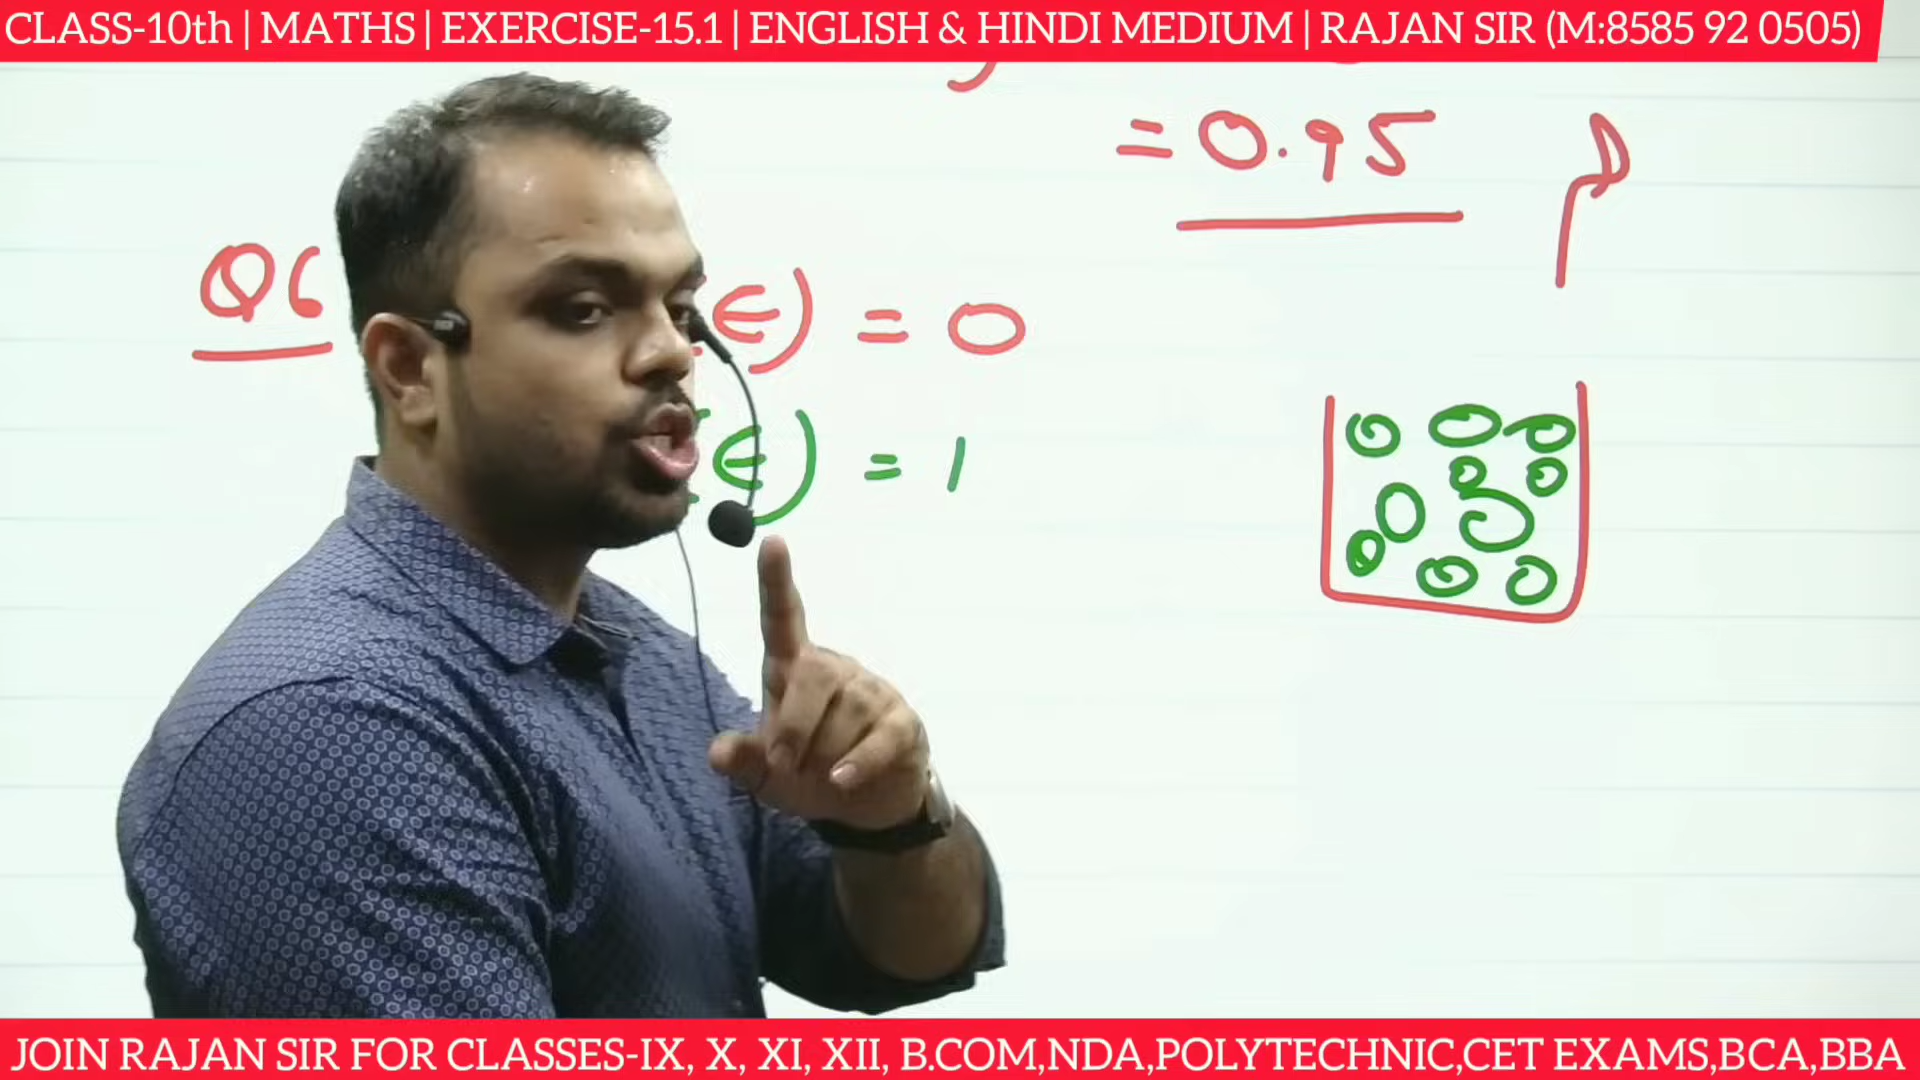 CLASS-10th | MATHS | EXERCISE-15.1 | ENGLISH & HINDI MEDIUM | RAJAN SIR (M:8585 92 0505)
= 0.95
Q6
E) = 0
(E) = 1
JOIN RAJAN SIR FOR CLASSES-IX, X, XI, XII, B.COM,NDA,POLYTECHNIC,CET EXAMS,BCA,BBA